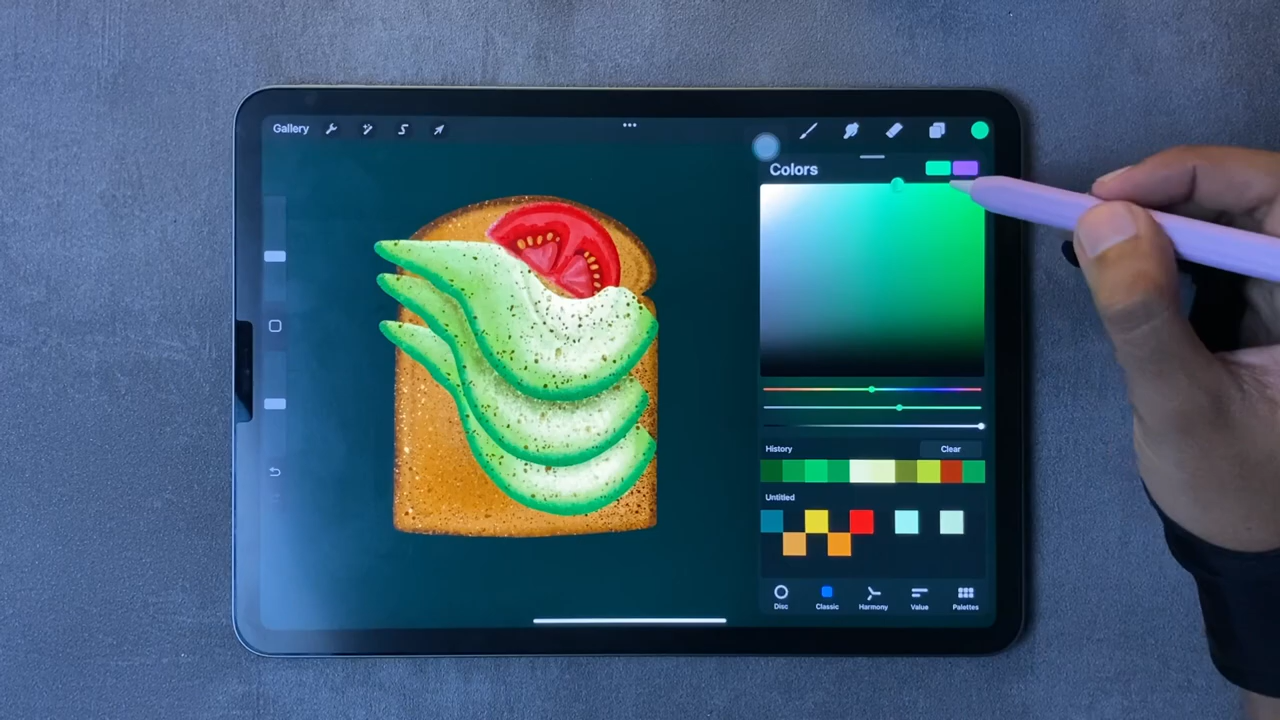 Gallery
Colors
History
Clear
Untitled
Disc
Classic
Harmony
Value
Palettes